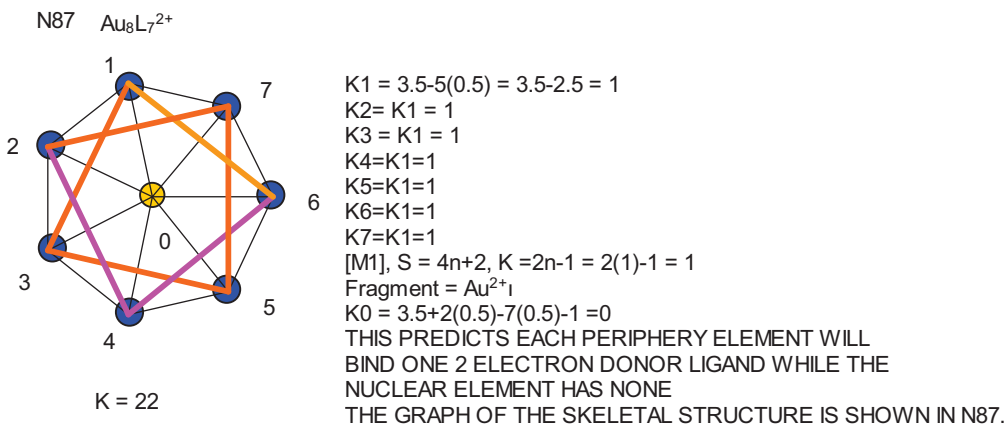 N87 Au₈L₇²⁺
1
7
2
6
0
3
5
4
K = 22
K1 = 3.5-5(0.5) = 3.5-2.5 = 1
K2= K1 = 1
K3 = K1 = 1
K4=K1=1
K5=K1=1
K6=K1=1
K7=K1=1
[M1], S = 4n+2, K =2n-1 = 2(1)-1 = 1
Fragment = Au²⁺ı
K0 = 3.5+2(0.5)-7(0.5)-1 =0
THIS PREDICTS EACH PERIPHERY ELEMENT WILL
BIND ONE 2 ELECTRON DONOR LIGAND WHILE THE
NUCLEAR ELEMENT HAS NONE
THE GRAPH OF THE SKELETAL STRUCTURE IS SHOWN IN N87.